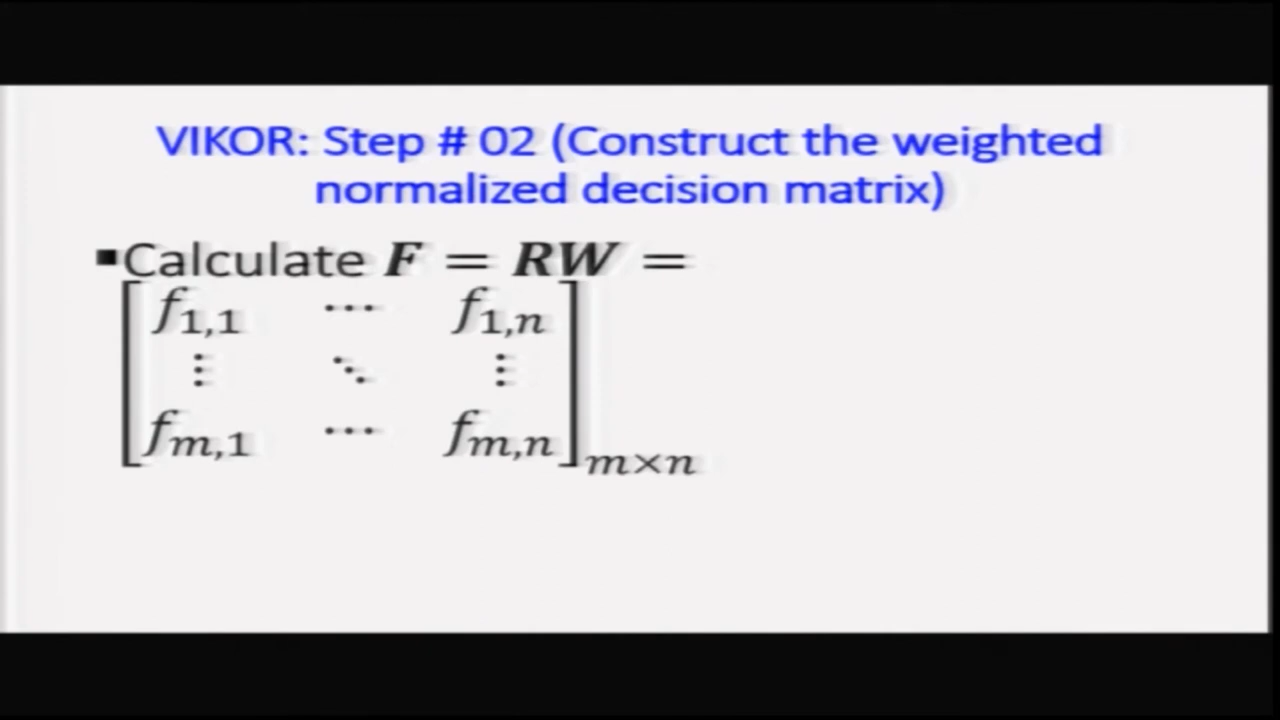 VIKOR: Step # 02 (Construct the weighted
normalized decision matrix)
▪Calculate F = RW =
[f1,1 ⋯ f1,n
⋮ ⋱ ⋮
fm,1 ⋯ fm,n]m×n